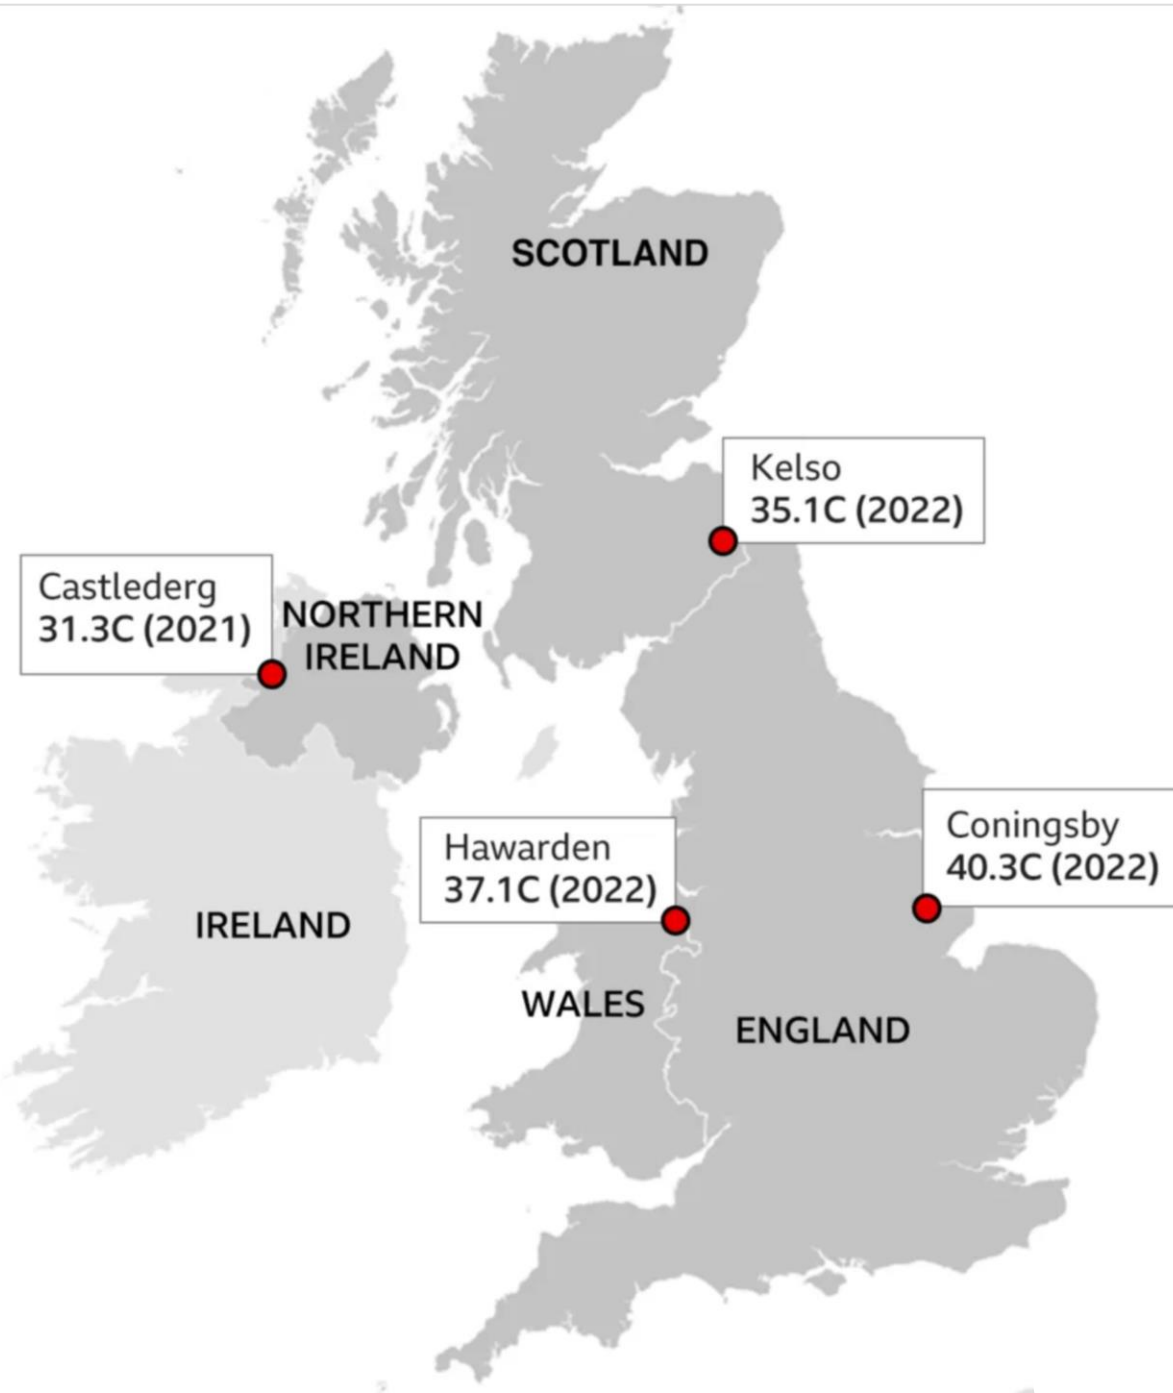 SCOTLAND
Kelso
35.1C (2022)
Castlederg
31.3C (2021)
NORTHERN
IRELAND
Coningsby
40.3C (2022)
Hawarden
37.1C (2022)
IRELAND
WALES
ENGLAND